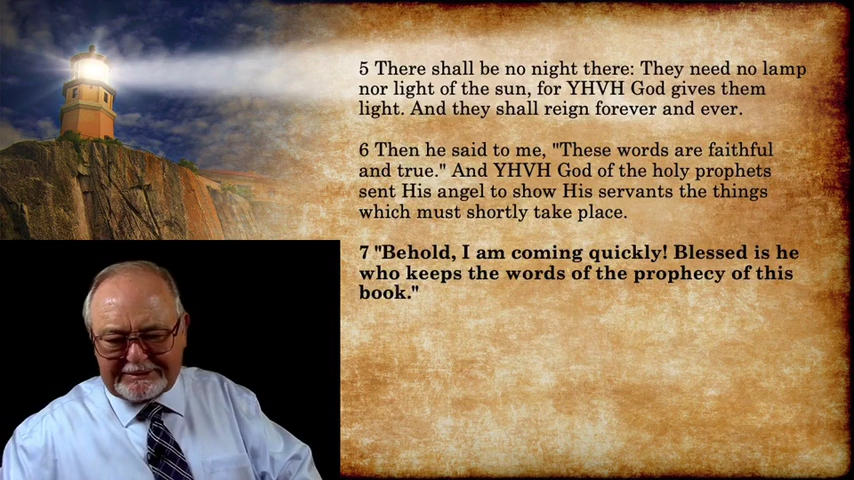 5 There shall be no night there: They need no lamp
nor light of the sun, for YHVH God gives them
light. And they shall reign forever and ever.
6 Then he said to me, "These words are faithful
and true." And YHVH God of the holy prophets
sent His angel to show His servants the things
which must shortly take place.
7 "Behold, I am coming quickly! Blessed is he
who keeps the words of the prophecy of this
book."